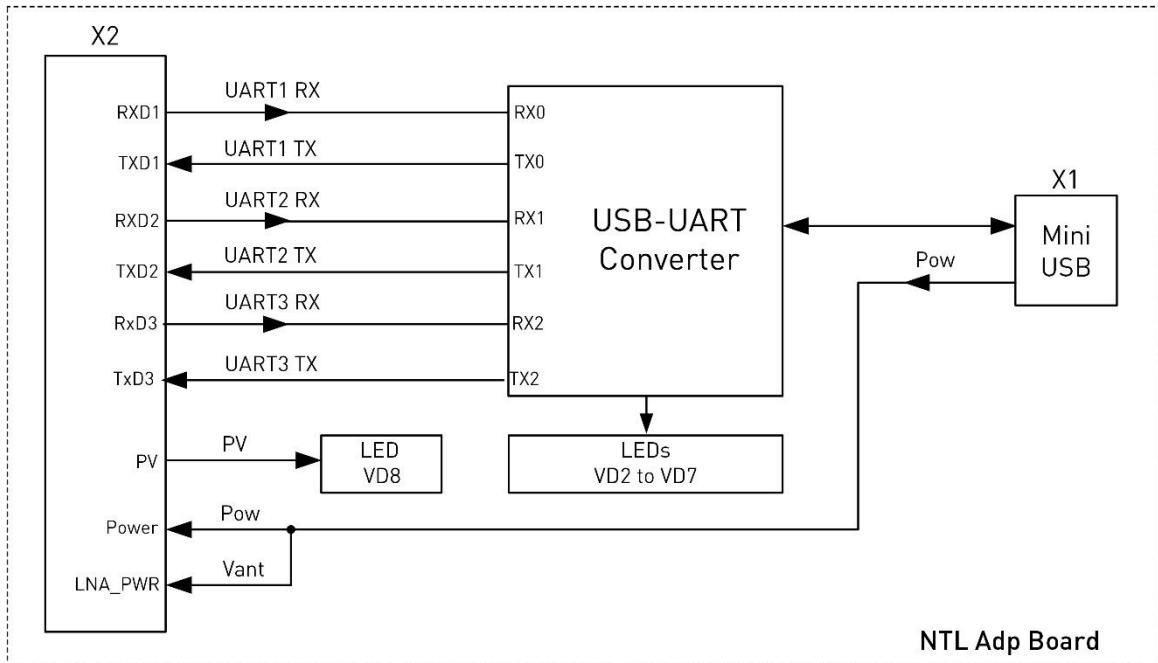 X2
RXD1
UART1 RX
RX0
TXD1
UART1 TX
TX0
RXD2
UART2 RX
RX1
TXD2
UART2 TX
TX1
RxD3
UART3 RX
RX2
TxD3
UART3 TX
TX2
USB-UART
Converter
X1
Mini
USB
Pow
PV
PV
LED
VD8
LEDs
VD2 to VD7
Power
Pow
LNA_PWR
Vant
NTL Adp Board